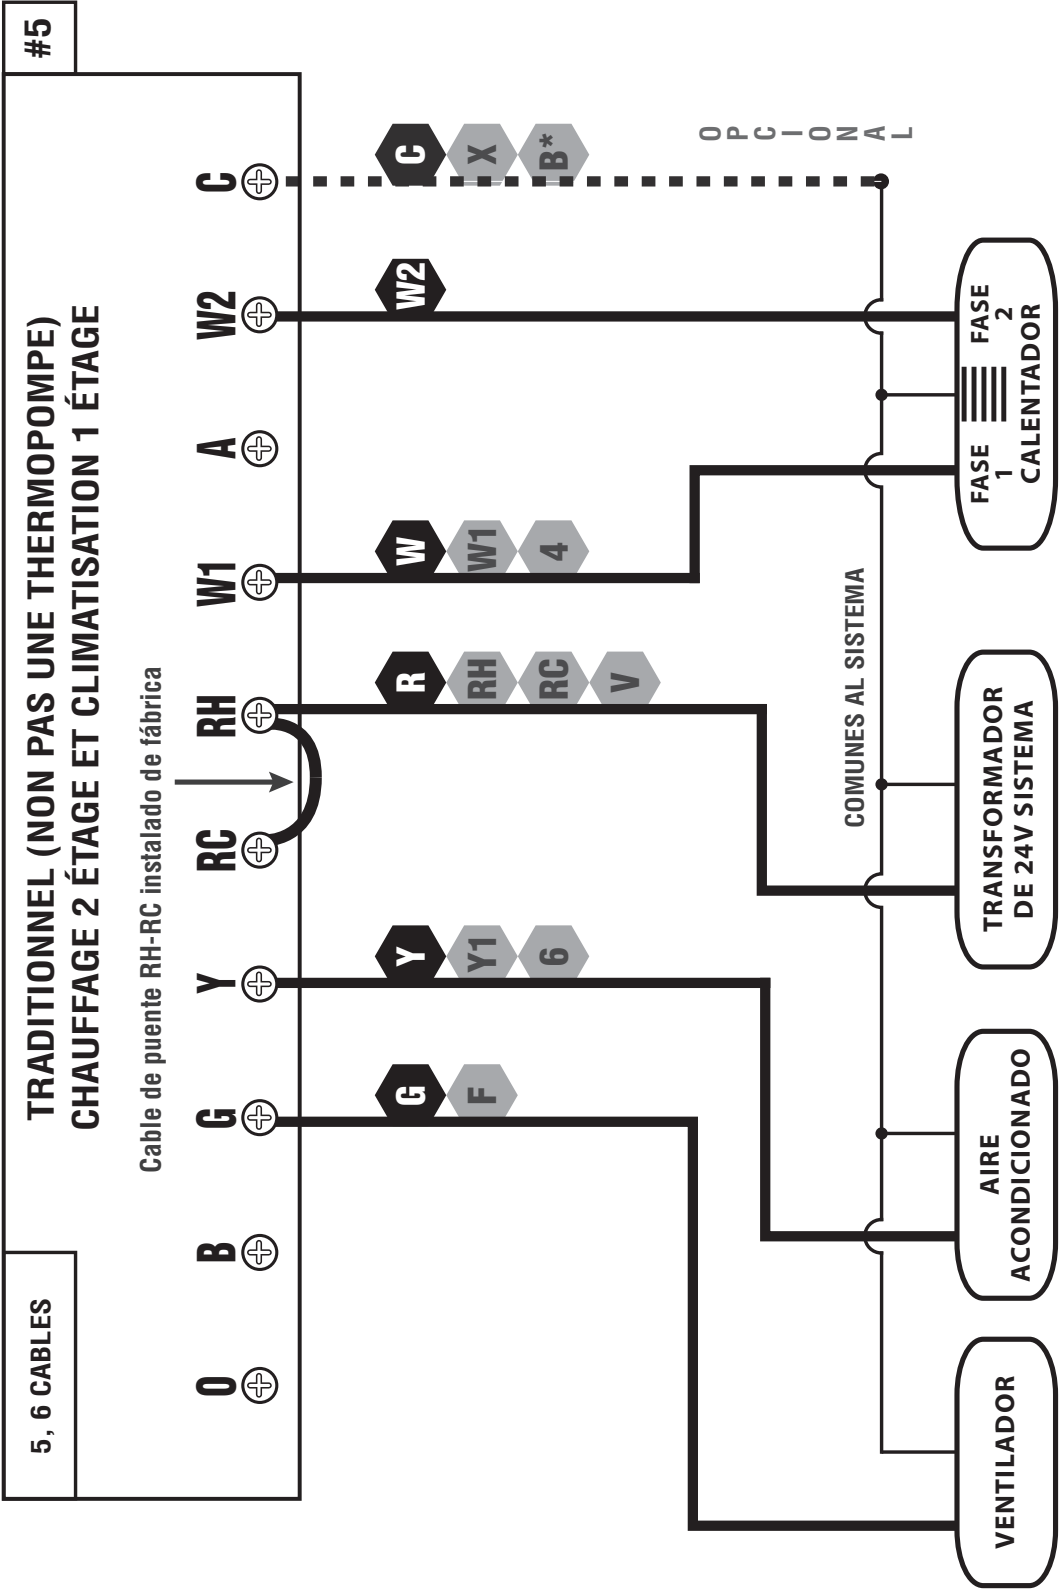 5, 6 CABLES
#5
TRADITIONNEL (NON PAS UNE THERMOPOMPE)
CHAUFFAGE 2 ÉTAGE ET CLIMATISATION 1 ÉTAGE
Cable de puente RH-RC instalado de fábrica
O B G Y RC RH W1 A W2 C
G Y R W W2 C
F Y1 RH W1 X
6 RC 4 B*
V
OPCIONAL
COMUNES AL SISTEMA
VENTILADOR
AIRE
ACONDICIONADO
TRANSFORMADOR
DE 24V SISTEMA
FASE FASE
1 2
CALENTADOR